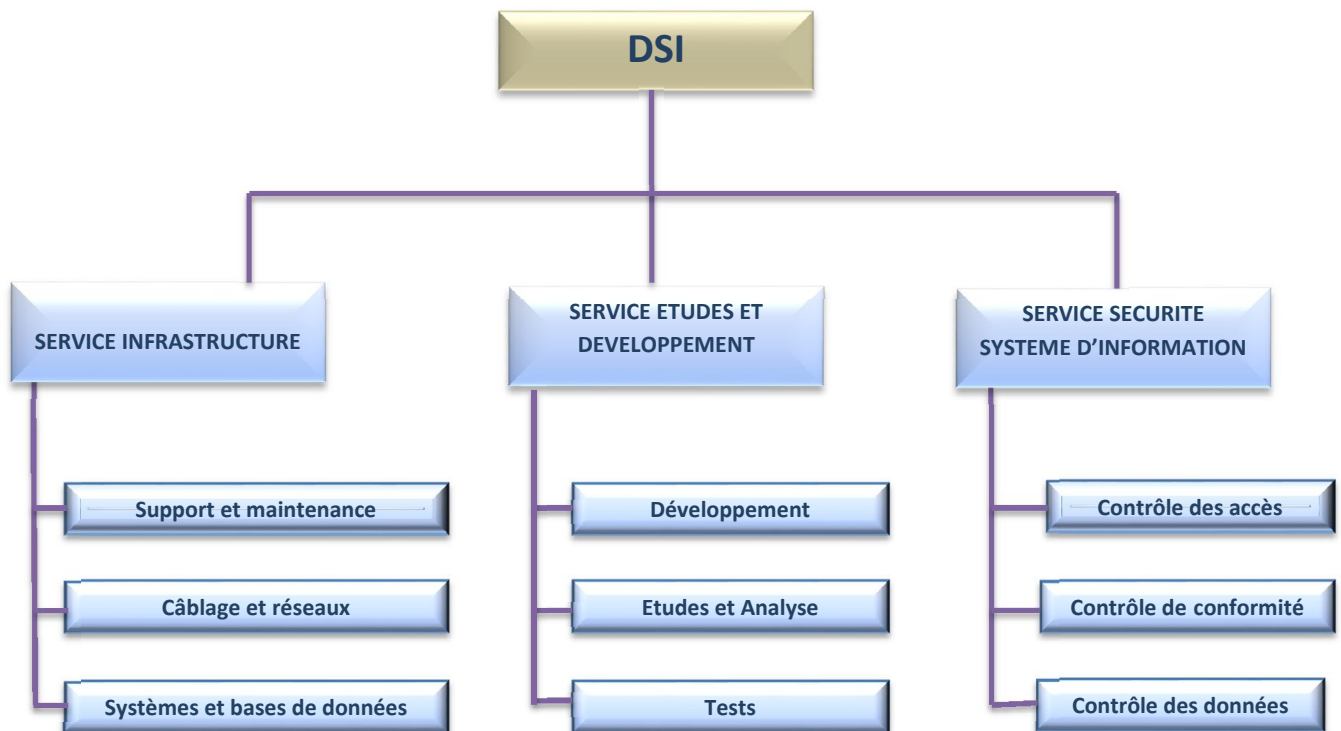 DSI
SERVICE INFRASTRUCTURE
SERVICE ETUDES ET
DEVELOPPEMENT
SERVICE SECURITE
SYSTEME D’INFORMATION
Support et maintenance
Câblage et réseaux
Systèmes et bases de données
Développement
Etudes et Analyse
Tests
Contrôle des accès
Contrôle de conformité
Contrôle des données